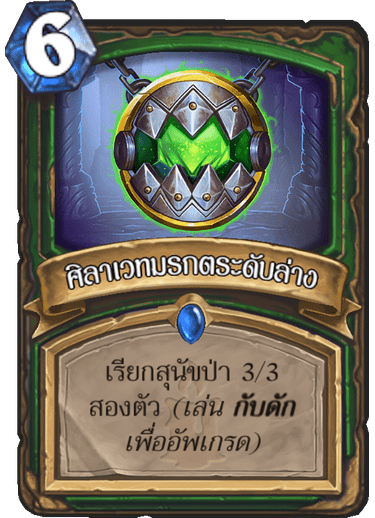 6
ศิลาเวทมรกตระดับล่าง
เรียกสุนัขป่า 3/3
สองตัว (เล่น กับดัก
เพื่ออัพเกรด)